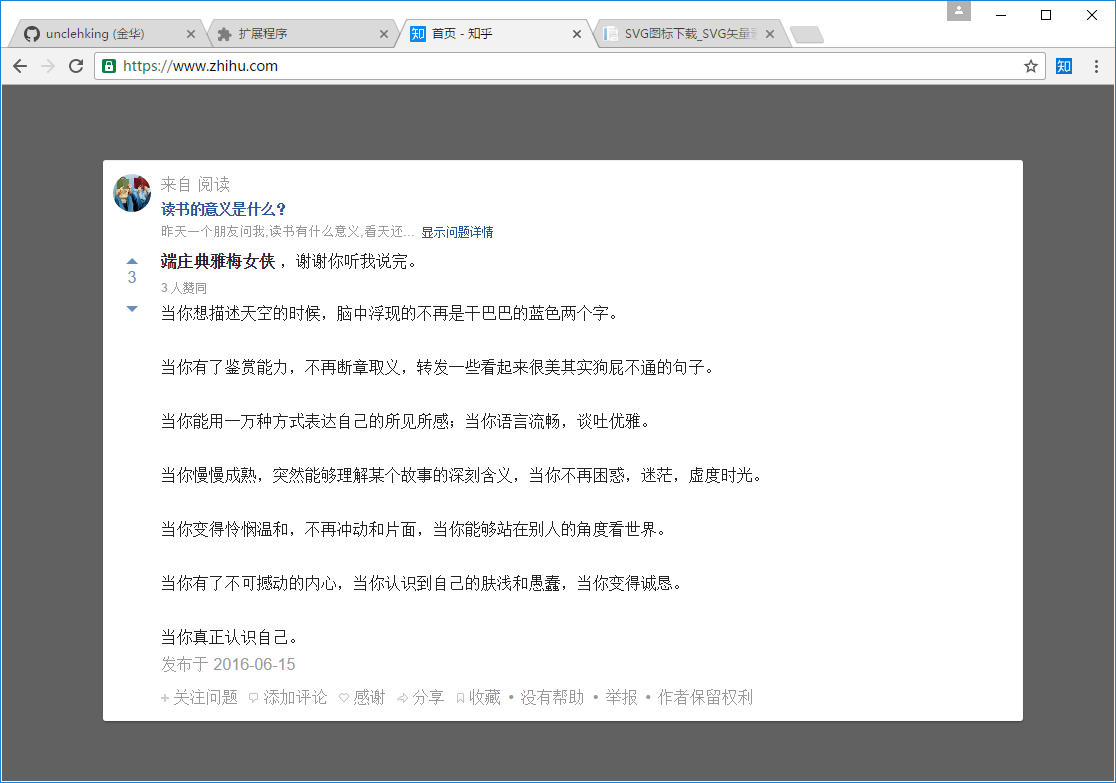 unclehking (金华)
扩展程序
知 首页 - 知乎
SVG图标下载_SVG矢量
https://www.zhihu.com
知
来自 阅读
读书的意义是什么？
昨天一个朋友问我,读书有什么意义,看天还... 显示问题详情
端庄典雅梅女侠 ，谢谢你听我说完。
3
3 人赞同
当你想描述天空的时候，脑中浮现的不再是干巴巴的蓝色两个字。
当你有了鉴赏能力，不再断章取义，转发一些看起来很美其实狗屁不通的句子。
当你能用一万种方式表达自己的所见所感；当你语言流畅，谈吐优雅。
当你慢慢成熟，突然能够理解某个故事的深刻含义，当你不再困惑，迷茫，虚度时光。
当你变得怜悯温和，不再冲动和片面，当你能够站在别人的角度看世界。
当你有了不可撼动的内心，当你认识到自己的肤浅和愚蠢，当你变得诚恳。
当你真正认识自己。
发布于 2016-06-15
+ 关注问题 添加评论 感谢 分享 收藏 • 没有帮助 • 举报 • 作者保留权利